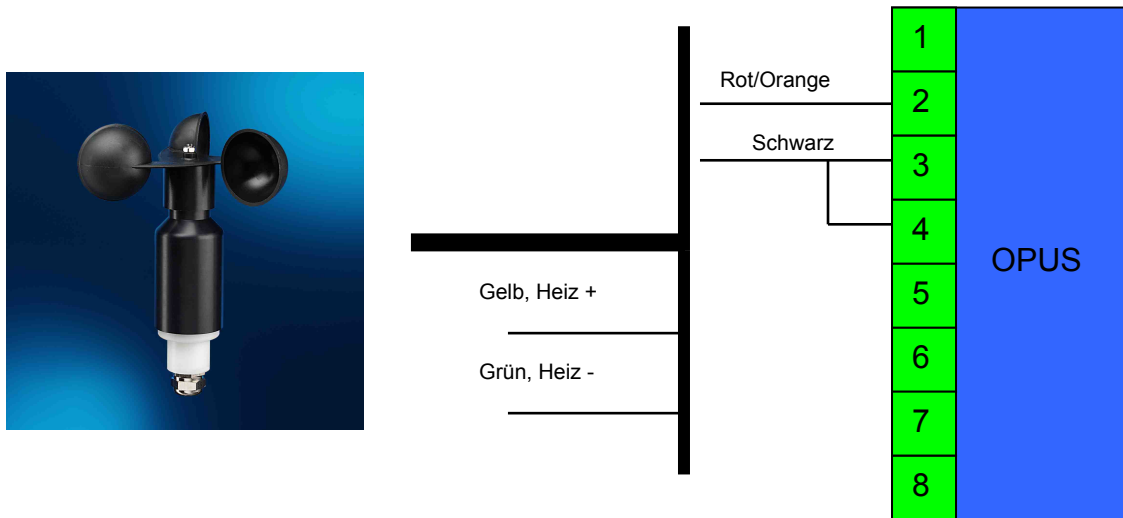 Rot/Orange
Schwarz
Gelb, Heiz +
Grün, Heiz -
1
2
3
4
5
6
7
8
OPUS